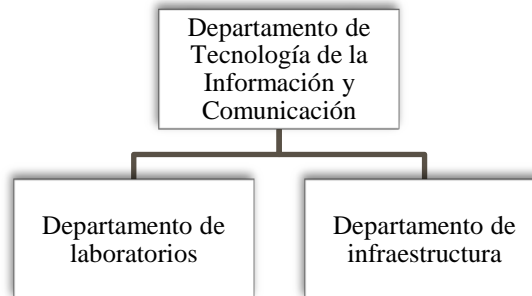 Departamento de
Tecnología de la
Información y
Comunicación
Departamento de
laboratorios
Departamento de
infraestructura